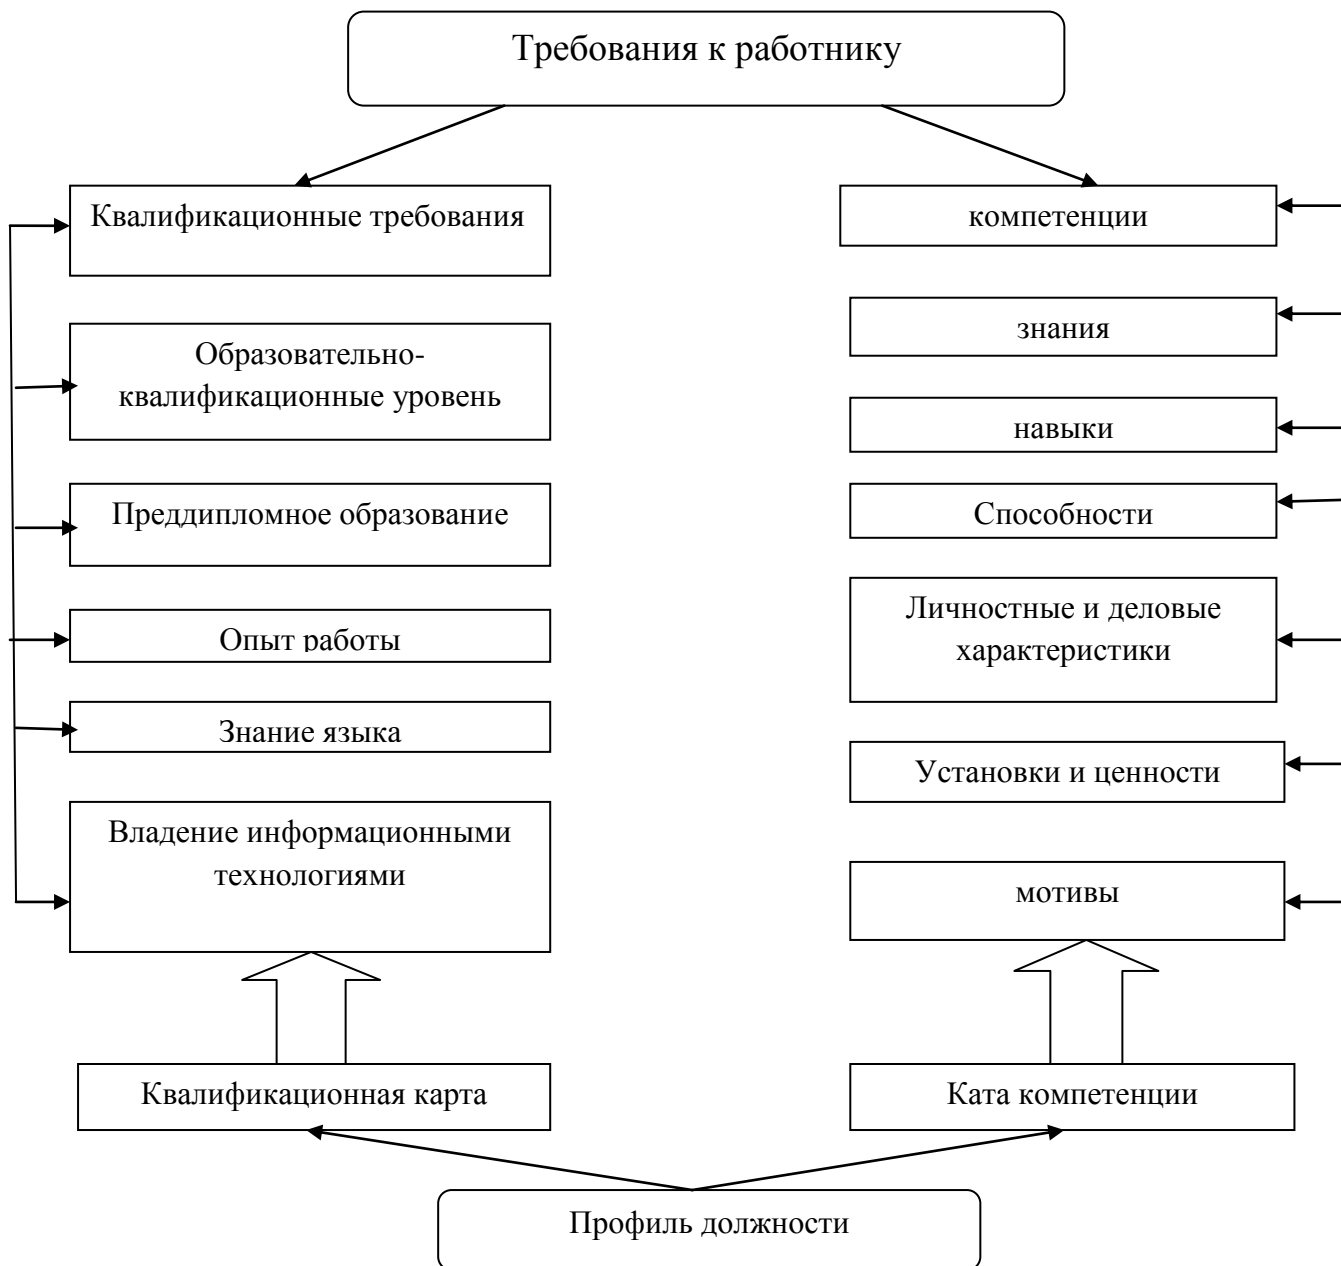 Требования к работнику
Квалификационные требования
Образовательно-
квалификационные уровень
Преддипломное образование
Опыт работы
Знание языка
Владение информационными
технологиями
Квалификационная карта
компетенции
знания
навыки
Способности
Личностные и деловые
характеристики
Установки и ценности
мотивы
Ката компетенции
Профиль должности